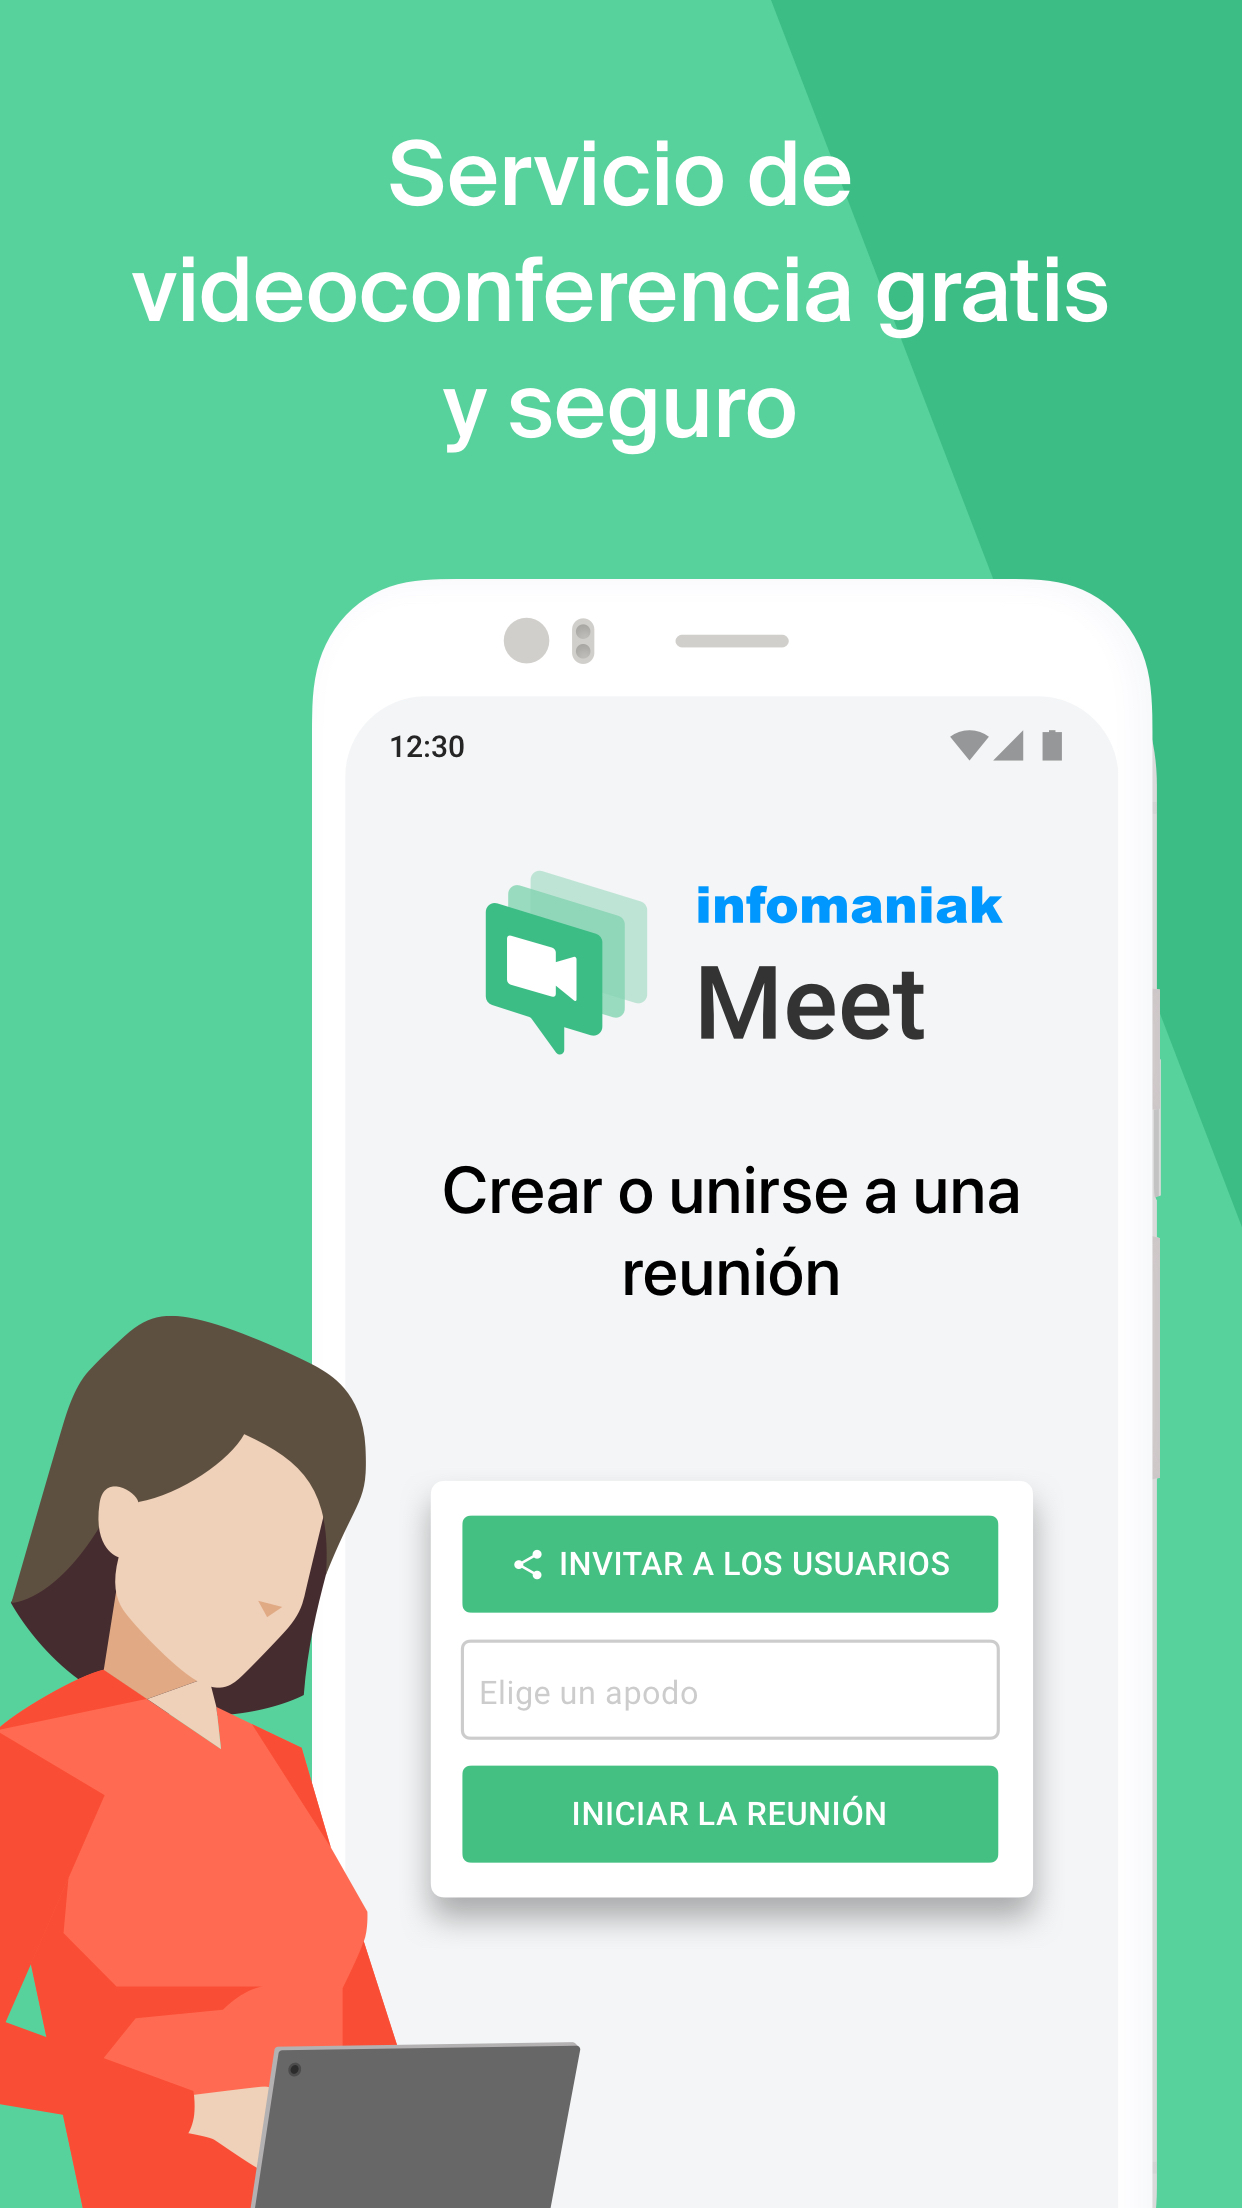 Servicio de
videoconferencia gratis
y seguro
12:30
infomaniak
Meet
Crear o unirse a una
reunión
INVITAR A LOS USUARIOS
Elige un apodo
INICIAR LA REUNIÓN